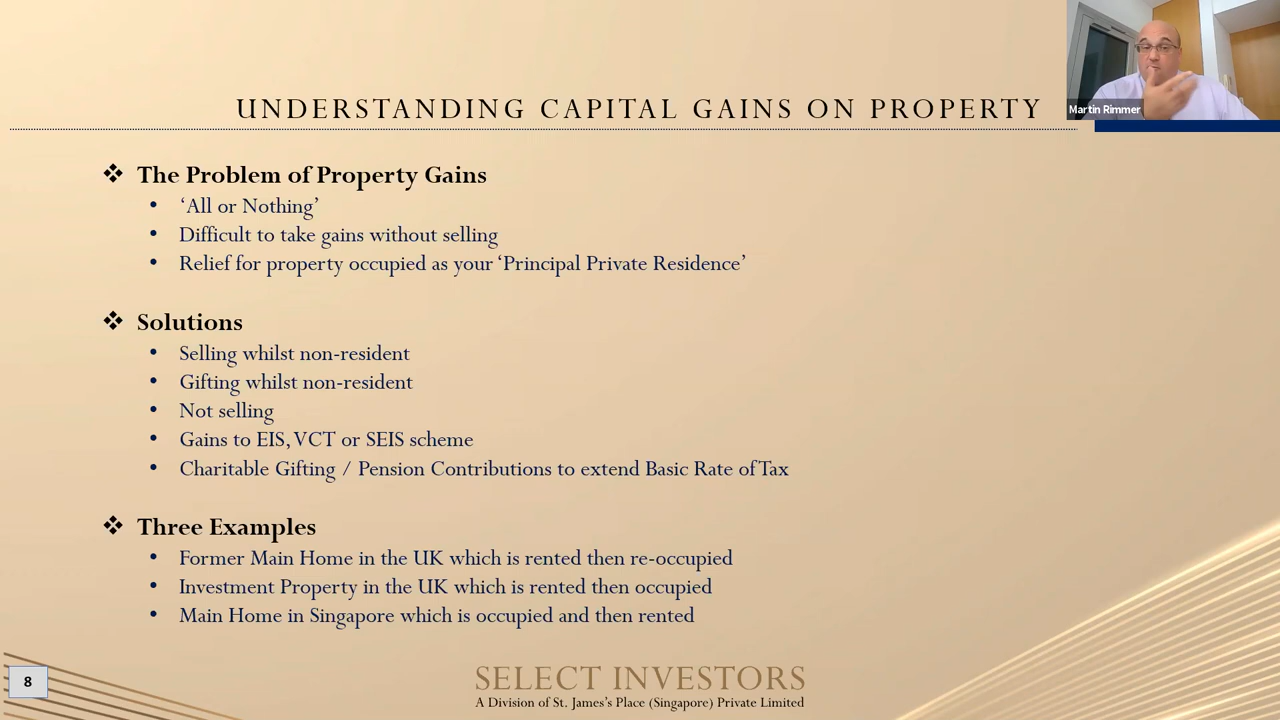 Martin Rimmer
UNDERSTANDING CAPITAL GAINS ON PROPERTY
❖ The Problem of Property Gains
• ‘All or Nothing’
• Difficult to take gains without selling
• Relief for property occupied as your ‘Principal Private Residence’
❖ Solutions
• Selling whilst non-resident
• Gifting whilst non-resident
• Not selling
• Gains to EIS, VCT or SEIS scheme
• Charitable Gifting / Pension Contributions to extend Basic Rate of Tax
❖ Three Examples
• Former Main Home in the UK which is rented then re-occupied
• Investment Property in the UK which is rented then occupied
• Main Home in Singapore which is occupied and then rented
8
SELECT INVESTORS
A Division of St. James’s Place (Singapore) Private Limited